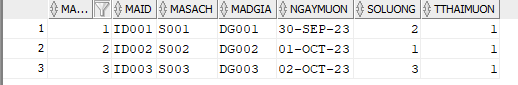 MA... MAID MASACH MADGIA NGAYMUON SOLUONG TTHAIMUON
1 1 ID001 S001 DG001 30-SEP-23 2 1
2 2 ID002 S002 DG002 01-OCT-23 1 1
3 3 ID003 S003 DG003 02-OCT-23 3 1